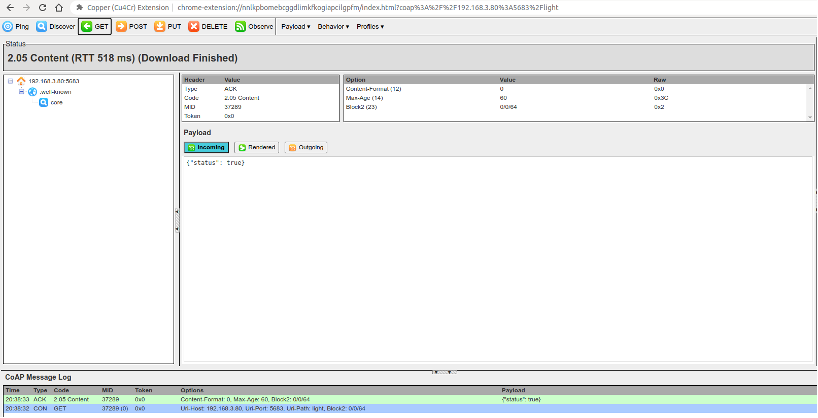 Copper (Cu4Cr) Extension | chrome-extension://nnlkpbomebcggdlimkfkogiapcilgpfm/index.html?coap%3A%2F%2F192.168.3.80%3A5683%2Flight
Ping Discover GET POST PUT DELETE Observe Payload ▾ Behavior ▾ Profiles ▾
Status
2.05 Content (RTT 518 ms) (Download Finished)
192.168.3.80:5683
.well-known
core
Header Value
Type ACK
Code 2.05 Content
MID 37289
Token 0x0
Option Value Raw
Content-Format (12) 0 0x0
Max-Age (14) 60 0x3C
Block2 (23) 0/0/64 0x2
Payload
Incoming Rendered Outgoing
{"status": true}
CoAP Message Log
Time Type Code MID Token Options Payload
20:38:33 ACK 2.05 Content 37289 0x0 Content-Format: 0, Max-Age: 60, Block2: 0/0/64 {"status": true}
20:38:32 CON GET 37289 (0) 0x0 Uri-Host: 192.168.3.80, Uri-Port: 5683, Uri-Path: light, Block2: 0/0/64